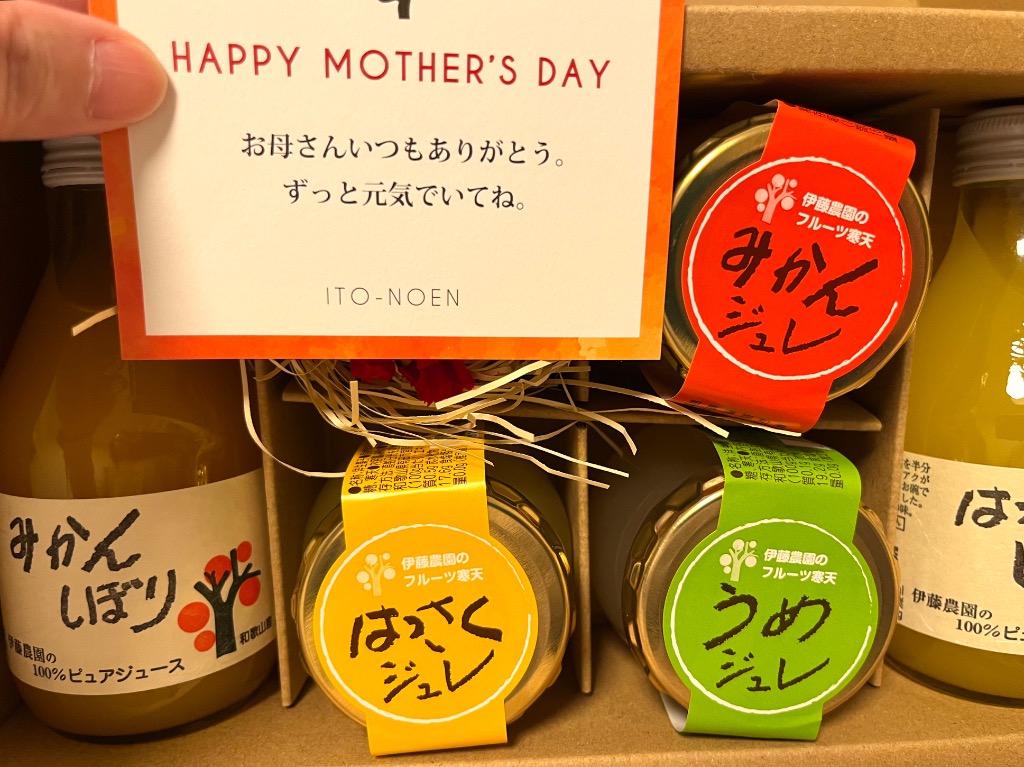 HAPPY MOTHER'S DAY
お母さんいつもありがとう。
ずっと元気でいてね。
ITO-NOEN
伊藤農園の
フルーツ寒天
みかん
ジュレ
伊藤農園の
フルーツ寒天
はっさく
ジュレ
伊藤農園の
フルーツ寒天
うめ
ジュレ
みかん
しぼり
和歌山産
伊藤農園の
100%ピュアジュース
を半分
はっ
伊藤農園の
100%ピュ